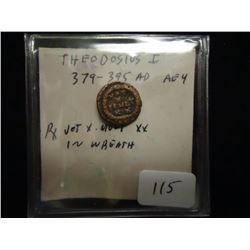 THEODOSIUS I
379-395 AD AE4
Rx VOT X. MULT XX
IN WREATH
115